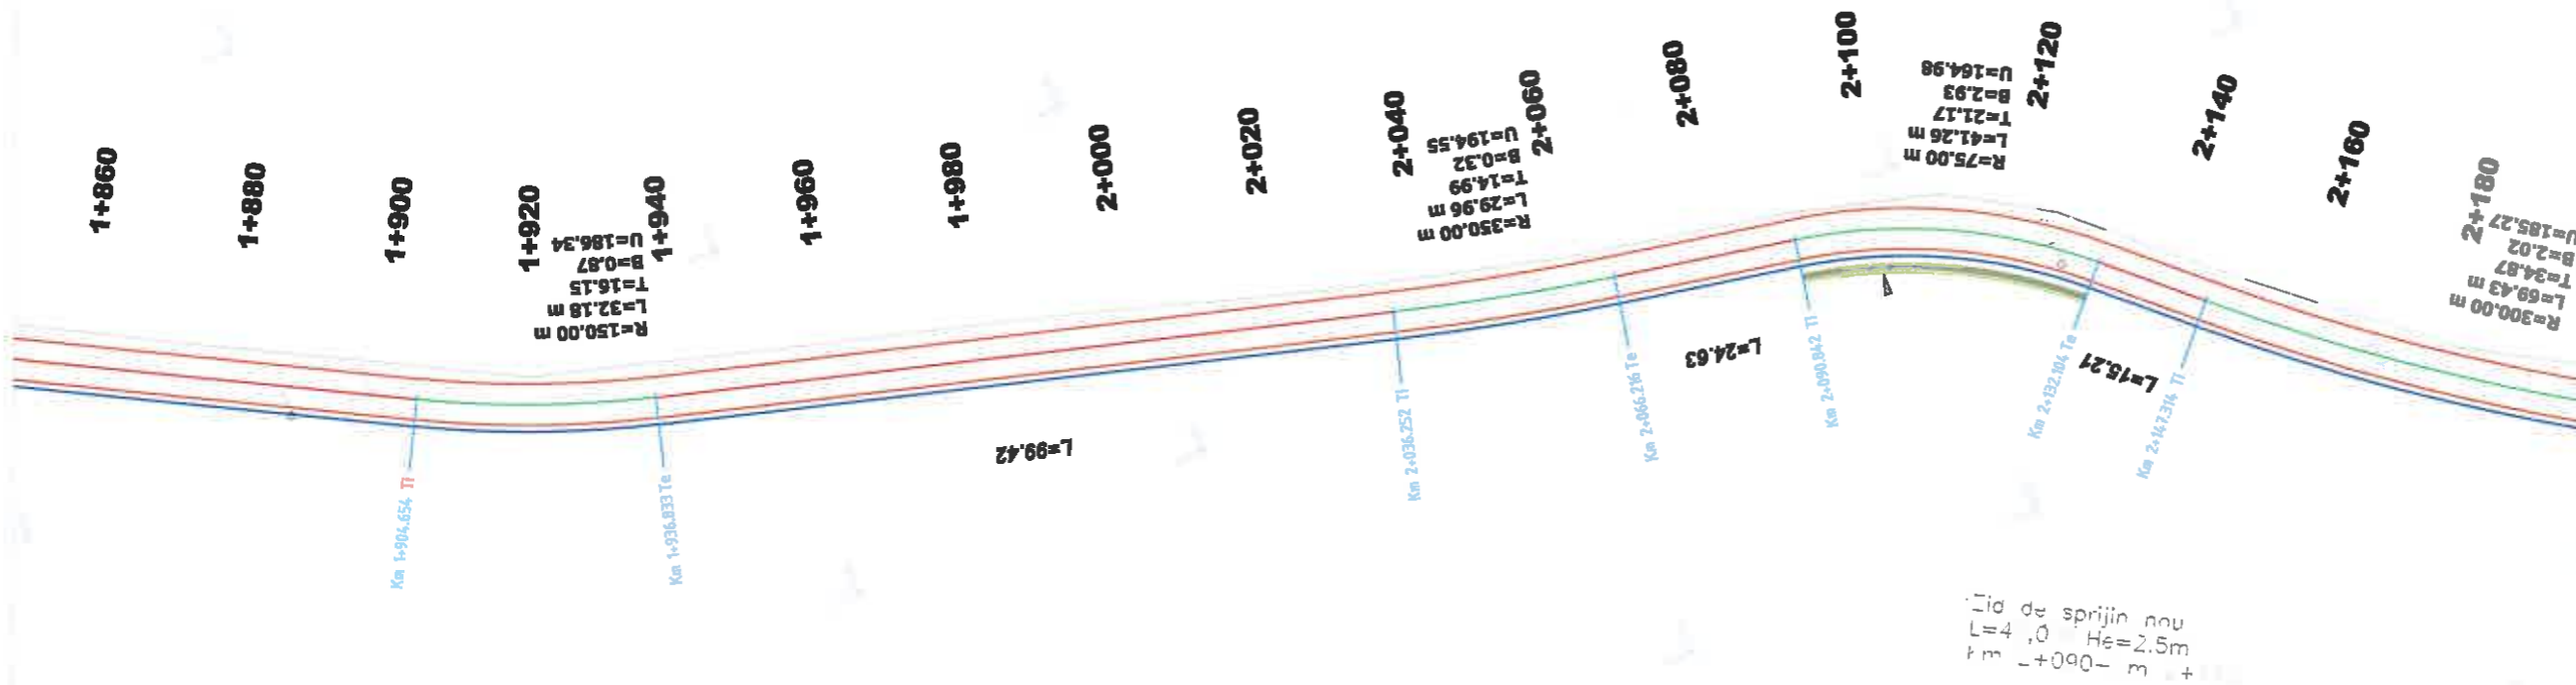 1+860
1+880
1+900
1+920
1+940
1+960
1+980
2+000
2+020
2+040
2+060
2+080
2+100
2+120
2+140
2+160
2+180
R=150.00 m
L=32.18 m
T=16.15
B=0.87
U=186.34
R=350.00 m
L=29.96 m
T=14.99
B=0.32
U=194.55
R=75.00 m
L=41.26 m
T=21.17
B=2.93
U=164.98
R=300.00 m
L=69.43 m
T=34.87
B=2.02
U=185.27
L=99.42
L=24.63
L=15.21
Km 1+904.654 Ti
Km 1+936.833 Te
Km 2+036.252 Ti
Km 2+066.216 Te
Km 2+090.842 Ti
Km 2+132.104 Te
Km 2+147.314 Ti
de sprijin nou
He=2.5m